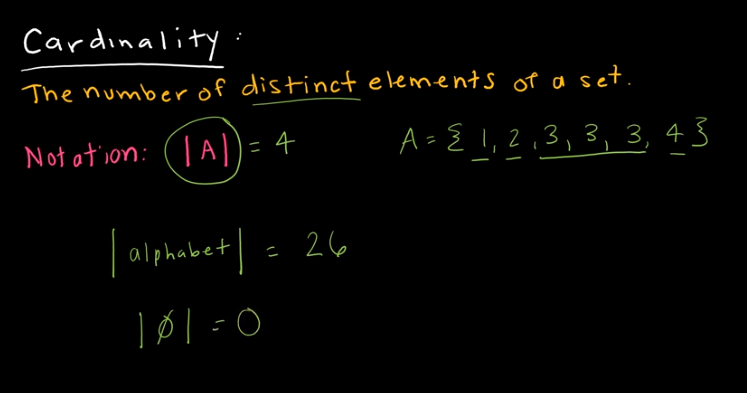 Cardinality:
The number of distinct elements of a set.
Notation: |A| = 4 A = { 1, 2, 3, 3, 3, 4 }
|alphabet| = 26
|∅| = 0